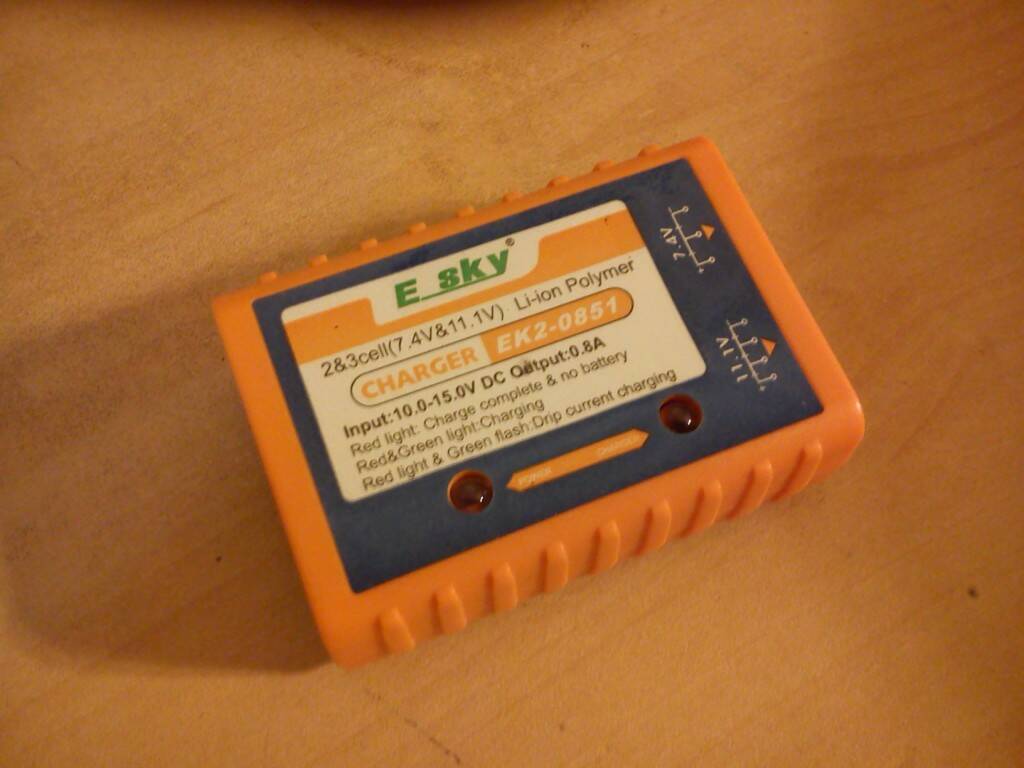 E_sky®
2&3cell(7.4V&11.1V) Li-ion Polymer
CHARGER EK2-0851
Input:10.0-15.0V DC Output:0.8A
Red light: Charge complete & no battery
Red&Green light:Charging
Red light & Green flash:Drip current charging
POWER CHARGE
7.4V
11.1V